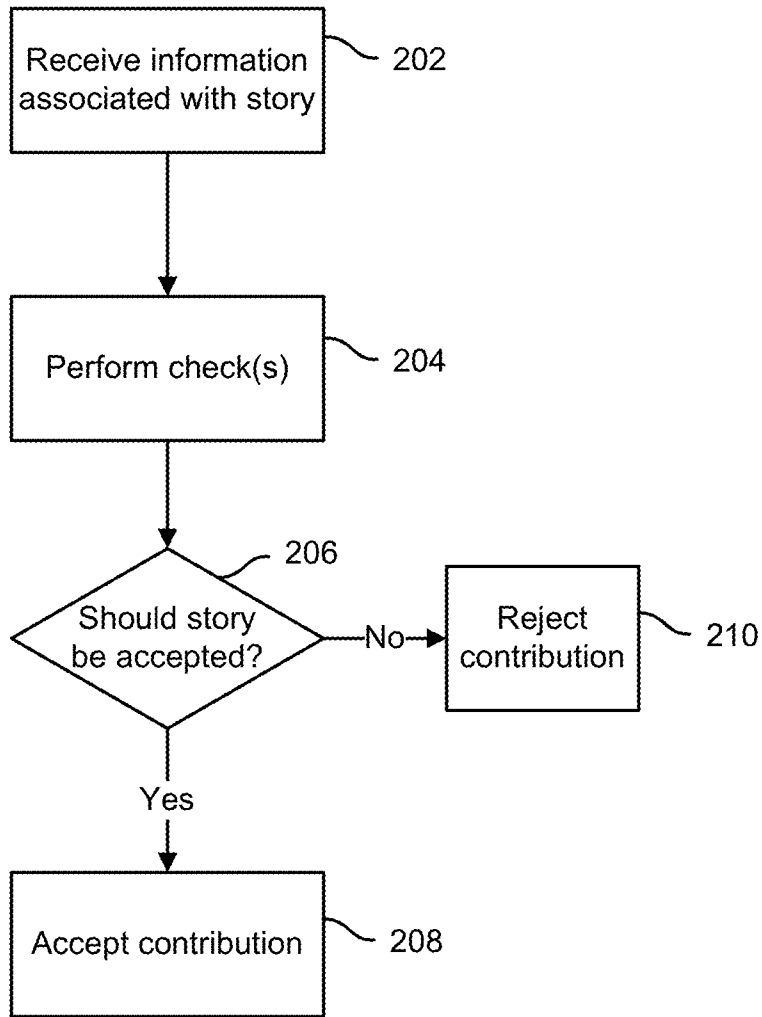 Receive information
associated with story
202
Perform check(s)
204
206
Should story
be accepted?
No
Reject
contribution
210
Yes
Accept contribution
208